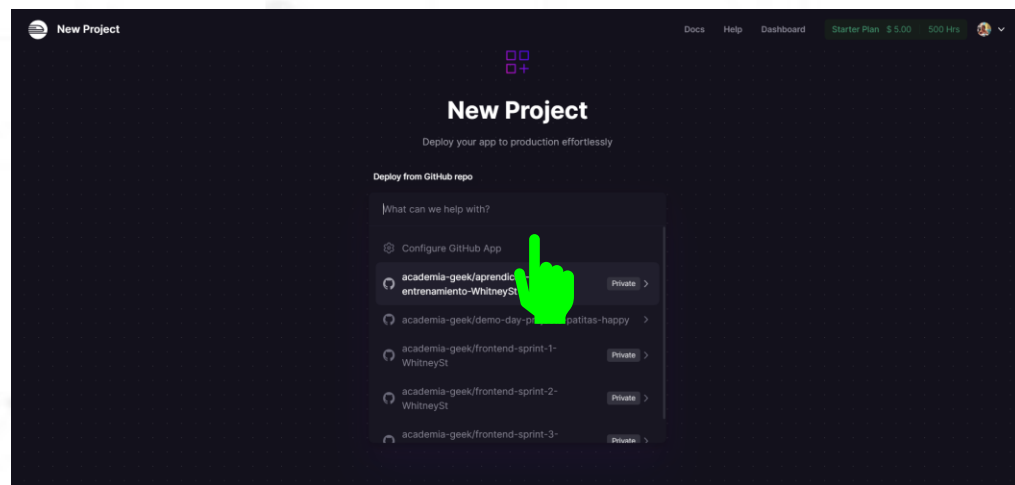 New Project
Docs Help Dashboard Starter Plan $ 5.00 500 Hrs
New Project
Deploy your app to production effortlessly
Deploy from GitHub repo
What can we help with?
Configure GitHub App
academia-geek/
entrenamiento-WhitneySt
Private
academia-geek/demo-day- patitas-happy
academia-geek/frontend-sprint-1-
WhitneySt
Private
academia-geek/frontend-sprint-2-
WhitneySt
Private
academia-geek/frontend-sprint-3-
Private